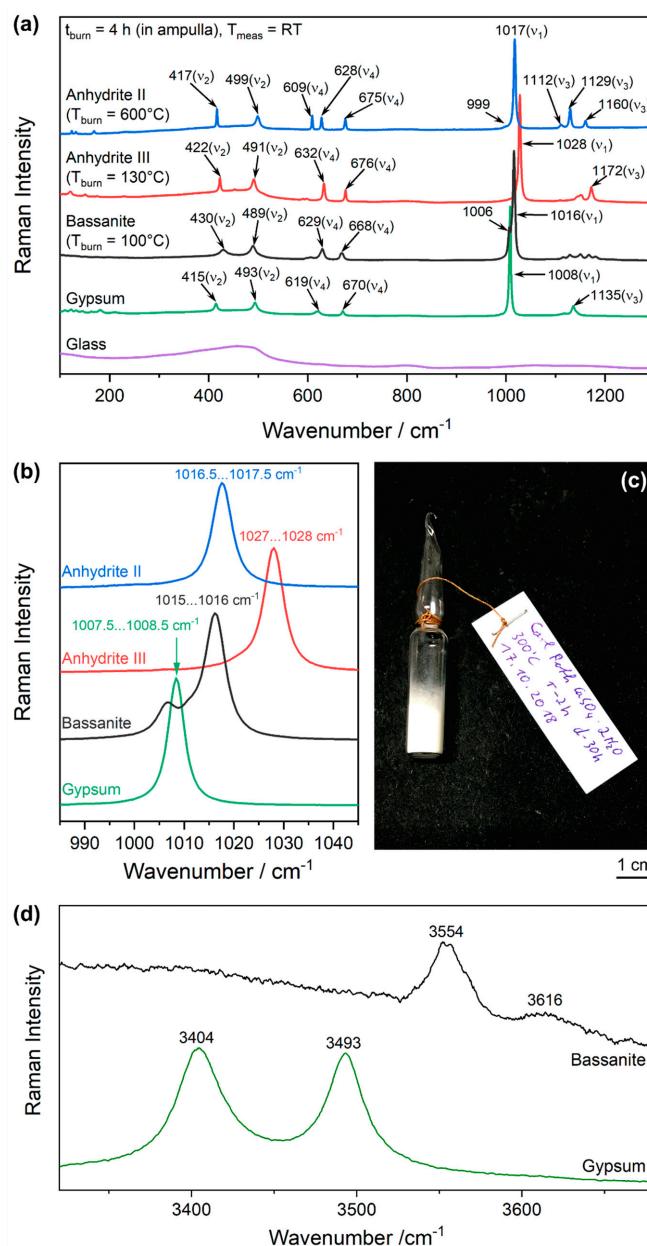 (a)
t_burn = 4 h (in ampulla), T_meas = RT
1017(ν₁)
628(ν₄)
417(ν₂)
499(ν₂)
609(ν₄)
1112(ν₃)
1129(ν₃)
Anhydrite II
675(ν₄)
999
1160(ν₃)
(T_burn = 600°C)
1028 (ν₁)
Anhydrite III
422(ν₂)
491(ν₂)
632(ν₄)
676(ν₄)
1172(ν₃)
(T_burn = 130°C)
430(ν₂)
489(ν₂)
629(ν₄)
668(ν₄)
1006
1016(ν₁)
Bassanite
(T_burn = 100°C)
415(ν₂)
493(ν₂)
619(ν₄)
670(ν₄)
1008(ν₁)
1135(ν₃)
Gypsum
Glass
Raman Intensity
200 400 600 800 1000 1200
Wavenumber / cm⁻¹
(b)
1016.5...1017.5 cm⁻¹
1027...1028 cm⁻¹
Anhydrite II
1015...1016 cm⁻¹
1007.5...1008.5 cm⁻¹
Anhydrite III
Bassanite
Gypsum
Raman Intensity
990 1000 1010 1020 1030 1040
Wavenumber / cm⁻¹
(c)
Carl Roth CaSO4·2H2O
300°C r-2h d-30h
17.10.2018
1 cm
(d)
3554
3616
Bassanite
3404
3493
Gypsum
Raman Intensity
3400 3500 3600
Wavenumber /cm⁻¹